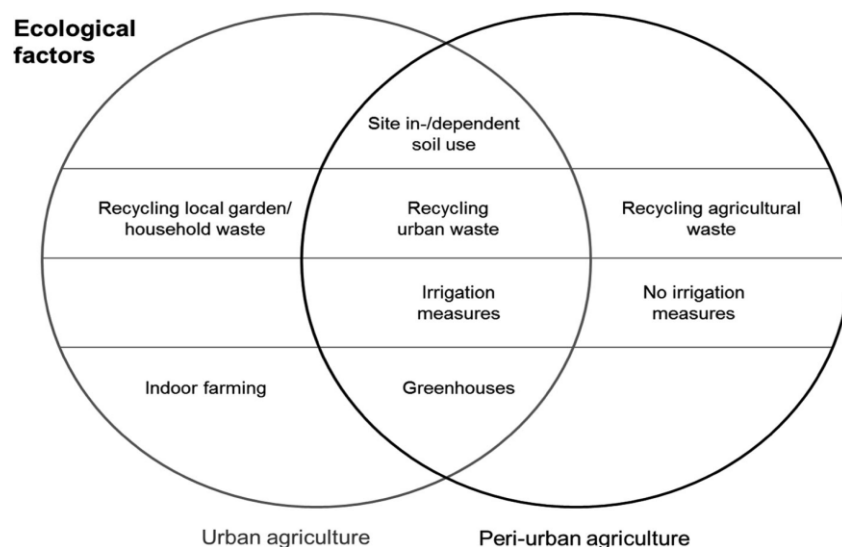 Ecological
factors
Site in-/dependent
soil use
Recycling local garden/
household waste
Recycling
urban waste
Recycling agricultural
waste
Irrigation
measures
No irrigation
measures
Indoor farming
Greenhouses
Urban agriculture
Peri-urban agriculture